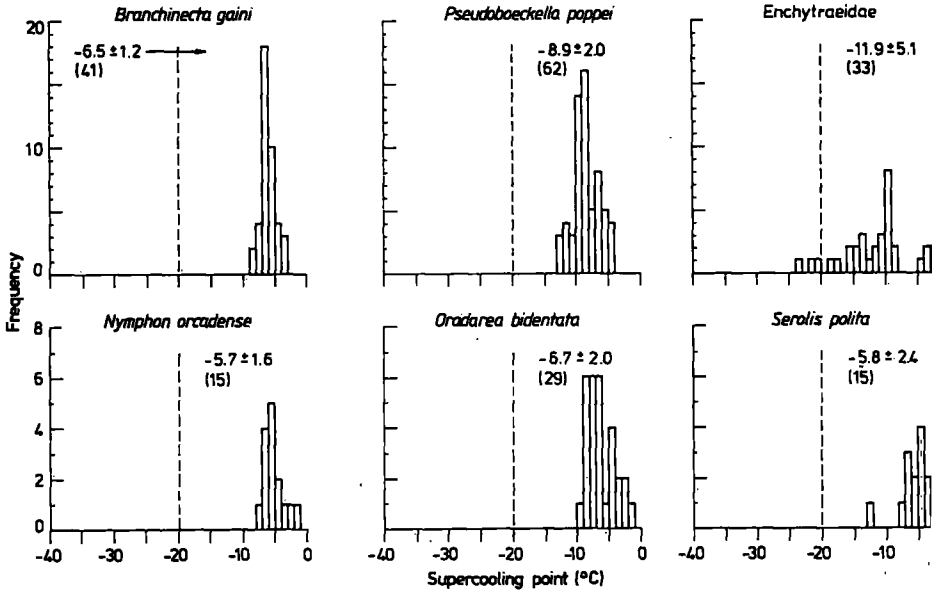 Branchinecta gaini
Pseudoboeckella poppei
Enchytraeidae
20
10
0
-6.5 ±1.2
(41)
-8.9 ± 2.0
(62)
-11.9 ± 5.1
(33)
Frequency
Nymphon orcadense
Oradarea bidentata
Serolis polita
8
6
4
2
0
-5.7 ± 1.6
(15)
-6.7 ± 2.0
(29)
-5.8 ± 2.4
(15)
-40 -30 -20 -10 0
-40 -30 -20 -10 0
-40 -30 -20 -10
Supercooling point (°C)